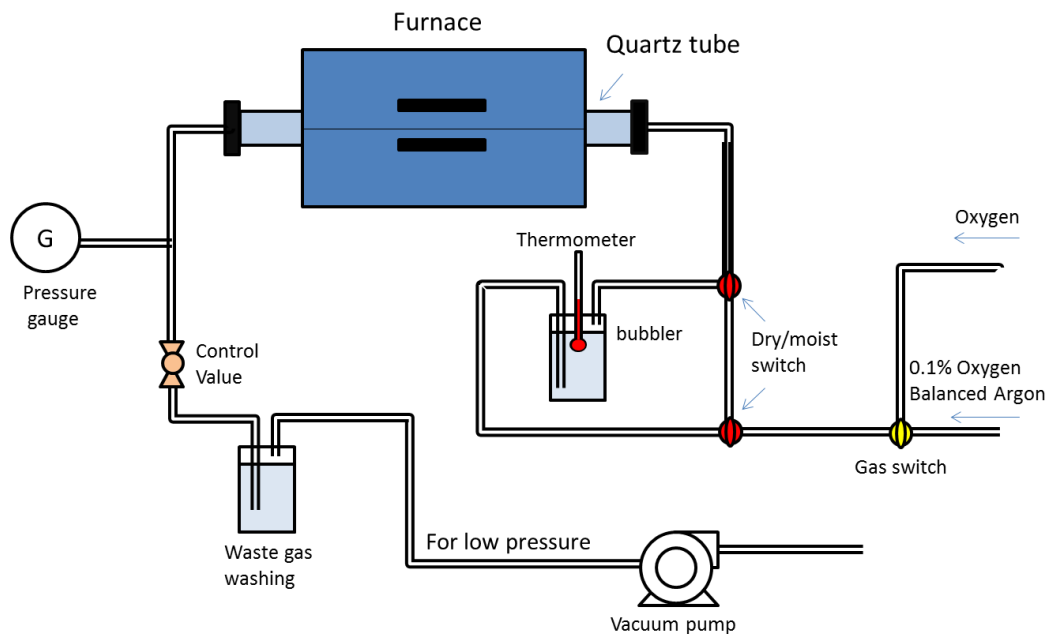 Furnace
Quartz tube
Oxygen
G
Thermometer
Pressure
gauge
bubbler
Dry/moist
switch
Control
Value
0.1% Oxygen
Balanced Argon
Gas switch
For low pressure
Waste gas
washing
Vacuum pump